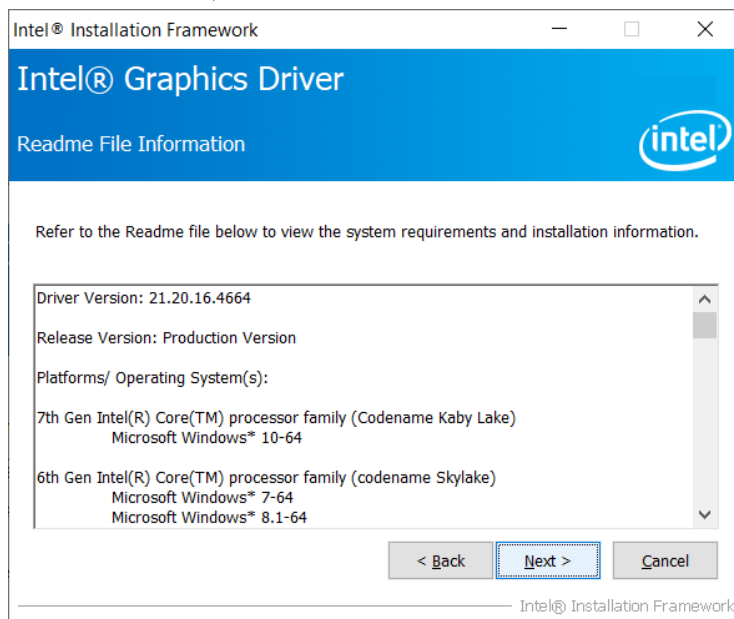 Intel® Installation Framework
Intel® Graphics Driver
Readme File Information
intel
Refer to the Readme file below to view the system requirements and installation information.
Driver Version: 21.20.16.4664
Release Version: Production Version
Platforms/ Operating System(s):
7th Gen Intel(R) Core(TM) processor family (Codename Kaby Lake)
Microsoft Windows* 10-64
6th Gen Intel(R) Core(TM) processor family (codename Skylake)
Microsoft Windows* 7-64
Microsoft Windows* 8.1-64
< Back Next > Cancel
Intel® Installation Framework